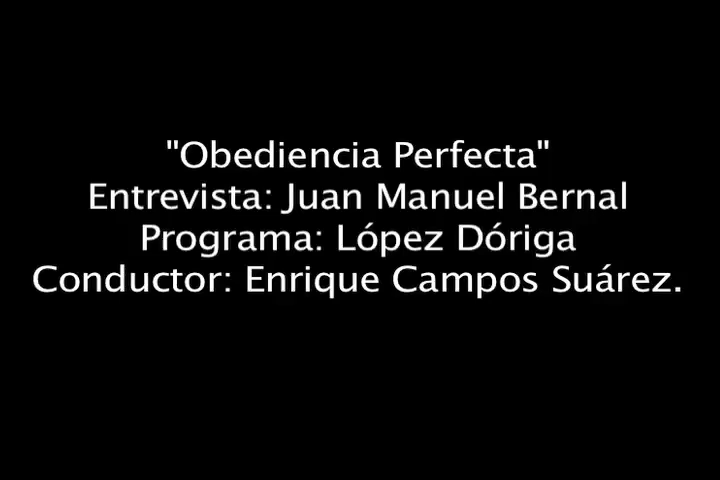 "Obediencia Perfecta"
Entrevista: Juan Manuel Bernal
Programa: López Dóriga
Conductor: Enrique Campos Suárez.